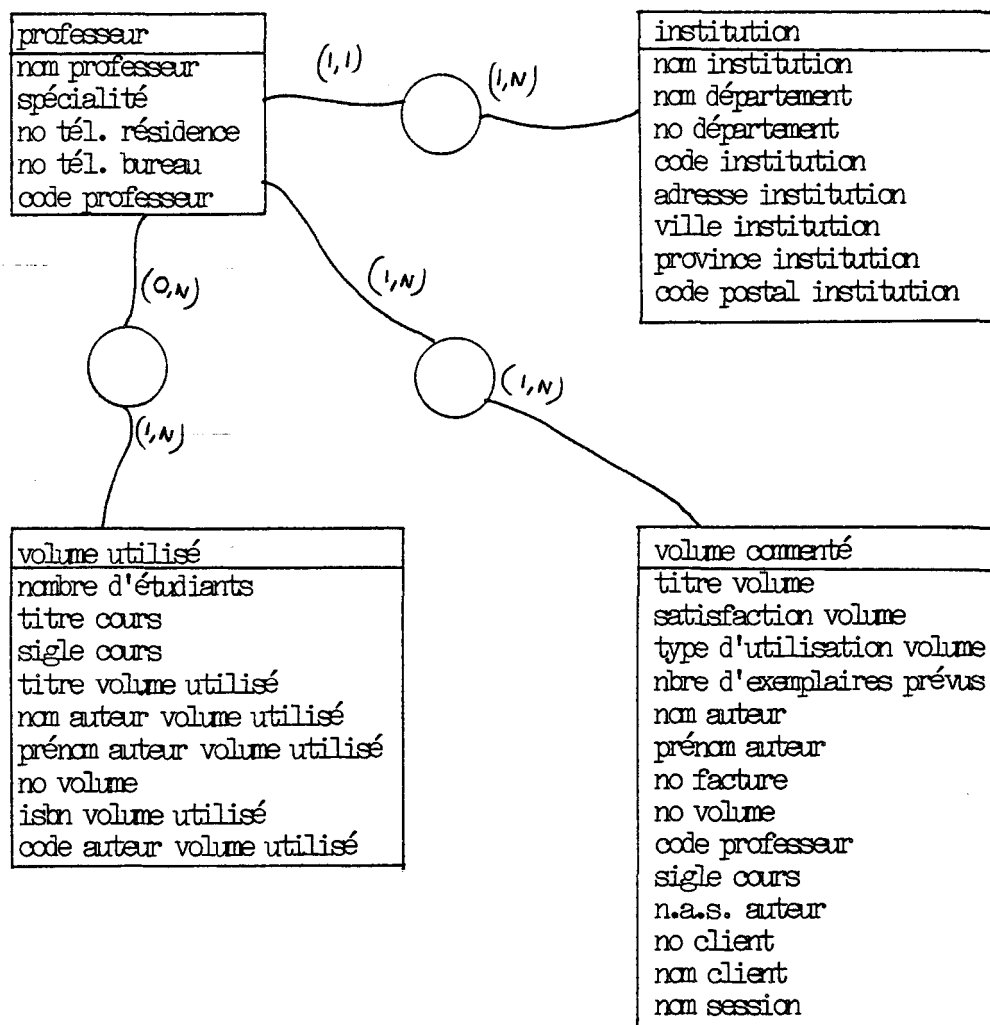 professeur
nom professeur
spécialité
no tél. résidence
no tél. bureau
code professeur
(1,1)
(1,N)
institution
nom institution
nom département
no département
code institution
adresse institution
ville institution
province institution
code postal institution
(0,N)
(1,N)
(1,N)
(1,N)
volume utilisé
nombre d'étudiants
titre cours
sigle cours
titre volume utilisé
nom auteur volume utilisé
prénom auteur volume utilisé
no volume
isbn volume utilisé
code auteur volume utilisé
volume commenté
titre volume
satisfaction volume
type d'utilisation volume
nbre d'exemplaires prévus
nom auteur
prénom auteur
no facture
no volume
code professeur
sigle cours
n.a.s. auteur
no client
nom client
nom session